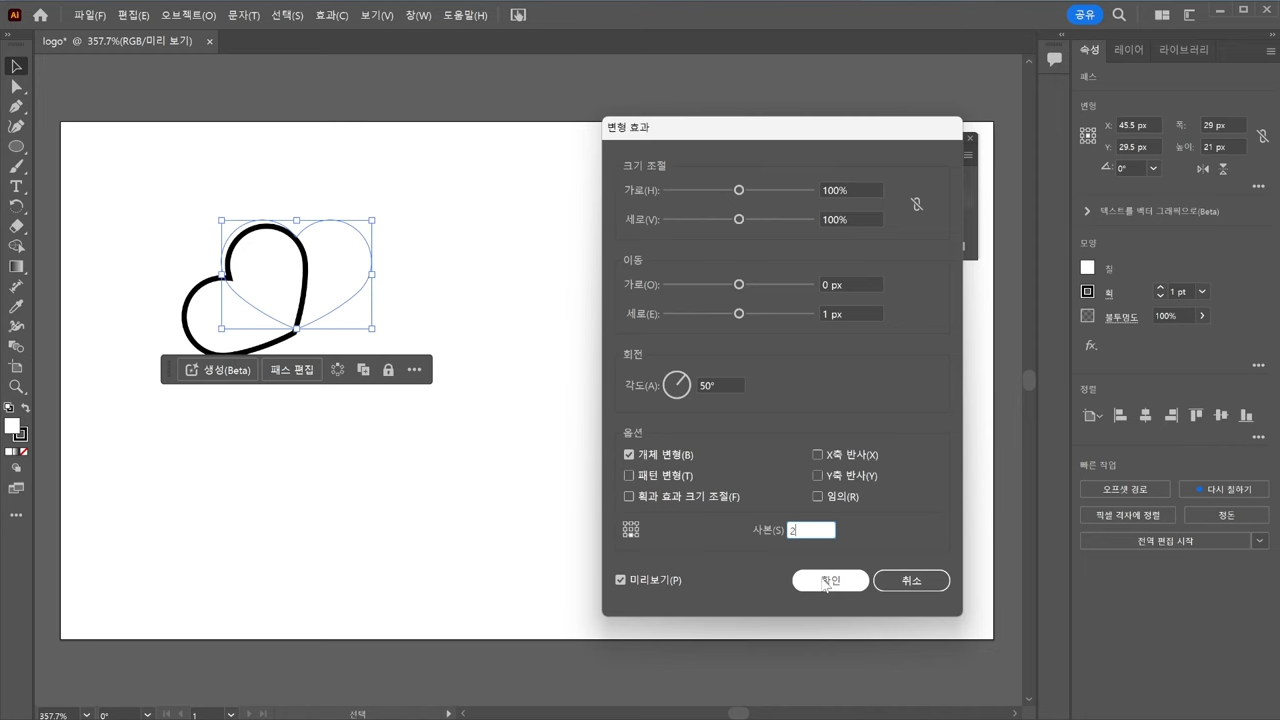 Ai 파일(F) 편집(E) 오브젝트(O) 문자(T) 선택(S) 효과(C) 보기(V) 창(W) 도움말(H) 공유
logo* @ 357.7%(RGB/미리 보기) ×
변형 효과
크기 조절
가로(H): 100%
세로(V): 100%
이동
가로(O): 0 px
세로(E): 1 px
회전
각도(A): 50°
옵션
개체 변형(B) X축 반사(X)
패턴 변형(T) Y축 반사(Y)
획과 효과 크기 조절(F) 임의(R)
사본(S) 2
미리보기(P) 확인 취소
생성(Beta) 패스 편집
속성 레이어 라이브러리
패스
변형
X: 45.5 px 폭: 29 px
Y: 29.5 px 높이: 21 px
0°
텍스트를 벡터 그래픽으로(Beta)
모양
칠
획 1 pt
불투명도 100%
fx.
정렬
빠른 작업
오프셋 경로 다시 칠하기
픽셀 격자에 정렬 정돈
전역 편집 시작
357.7% 0° 1 선택